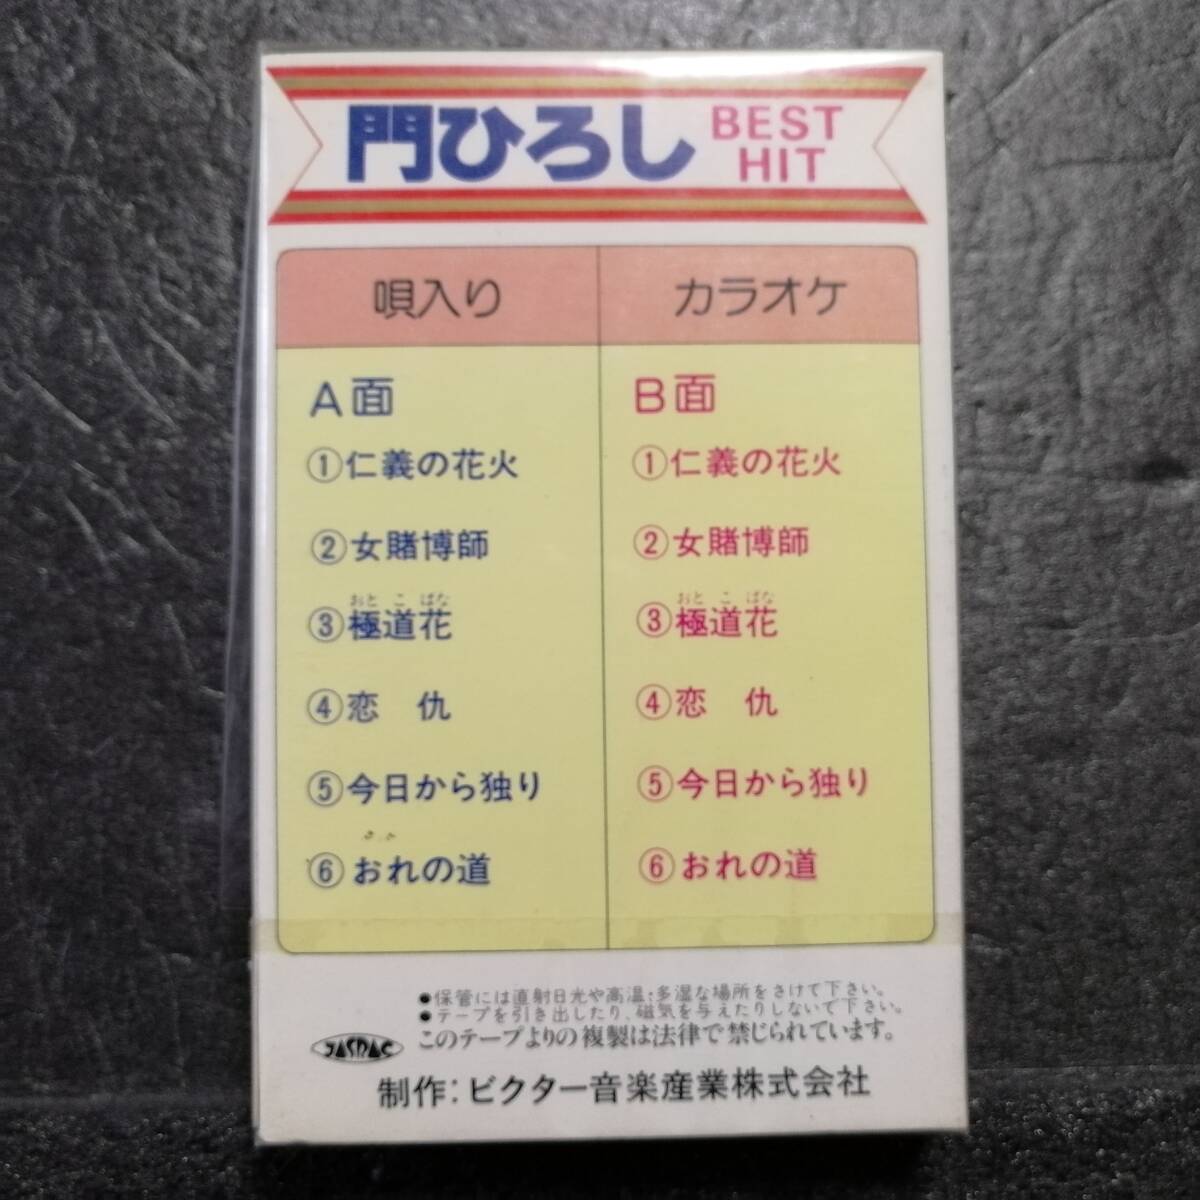 門ひろし BEST HIT
唄入り
A面
①仁義の花火
②女賭博師
おとこばな
③極道花
④恋 仇
⑤今日から独り
⑥おれの道
カラオケ
B面
①仁義の花火
②女賭博師
おとこばな
③極道花
④恋 仇
⑤今日から独り
⑥おれの道
●保管には直射日光や高温・多湿な場所をさけて下さい。
●テープを引き出したり、磁気を与えたりしないで下さい。
JASRAC
このテープよりの複製は法律で禁じられています。
制作:ビクター音楽産業株式会社